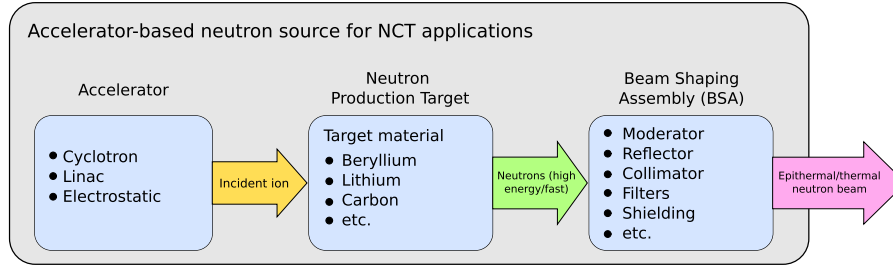 Accelerator-based neutron source for NCT applications
Accelerator
Cyclotron
Linac
Electrostatic
Incident ion
Neutron
Production Target
Target material
Beryllium
Lithium
Carbon
etc.
Neutrons (high
energy/fast)
Beam Shaping
Assembly (BSA)
Moderator
Reflector
Collimator
Filters
Shielding
etc.
Epithermal/thermal
neutron beam